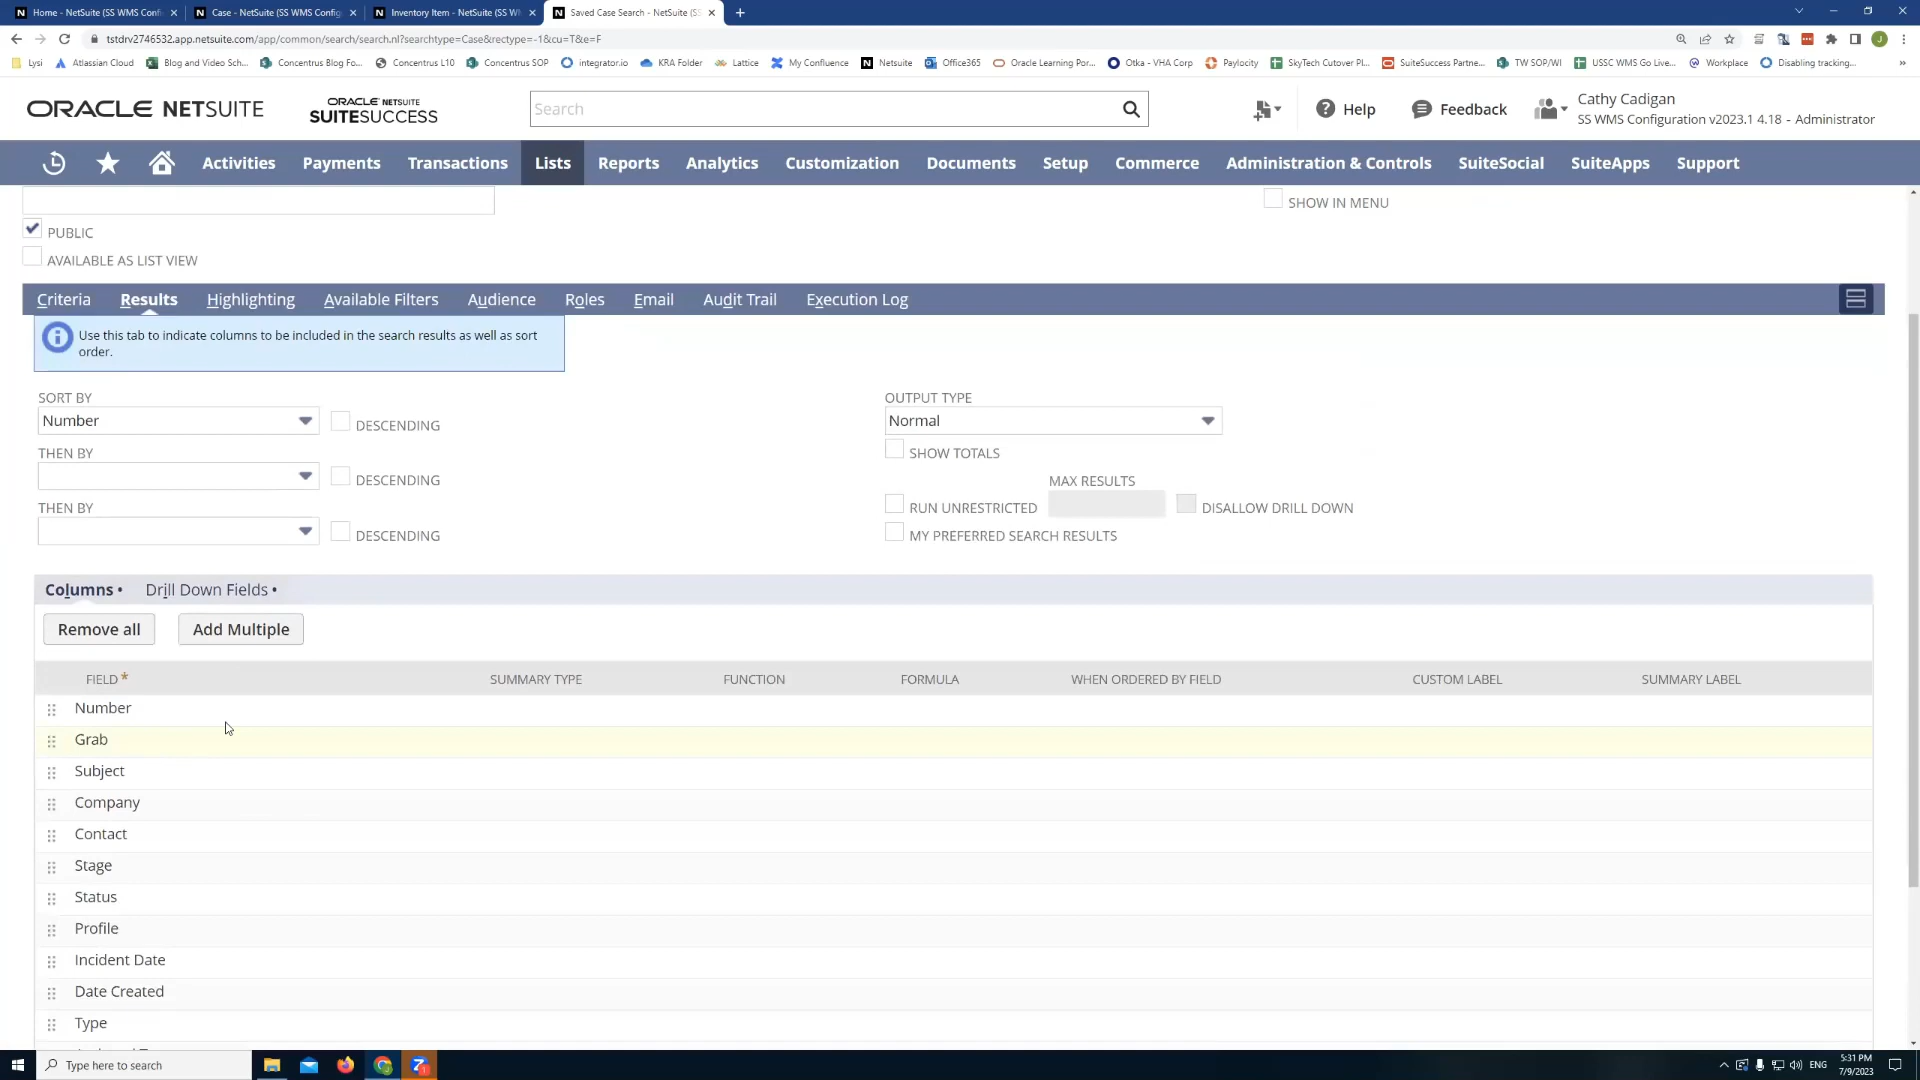 Home - NetSuite (SS WMS Confi
Case - NetSuite (SS WMS Config
Inventory Item - NetSuite (SS W
Saved Case Search - NetSuite (SS
tstdrv2746532.app.netsuite.com/app/common/search/search.nl?searchtype=Case&rectype=-1&cu=T&e=F
Lysi
Atlassian Cloud
Blog and Video Sch...
Concentrus Blog Fo...
Concentrus L10
Concentrus SOP
integrator.io
KRA Folder
Lattice
My Confluence
Netsuite
Office365
Oracle Learning Por...
Otka - VHA Corp
Paylocity
SkyTech Cutover Pl...
SuiteSuccess Partne...
TW SOP/WI
USSC WMS Go Live...
Workplace
Disabling tracking...
»
ORACLE NETSUITE
ORACLE NETSUITE
SUITESUCCESS
Search
Help
Feedback
Cathy Cadigan
SS WMS Configuration v2023.1 4.18 - Administrator
Activities
Payments
Transactions
Lists
Reports
Analytics
Customization
Documents
Setup
Commerce
Administration & Controls
SuiteSocial
SuiteApps
Support
SHOW IN MENU
PUBLIC
AVAILABLE AS LIST VIEW
Criteria
Results
Highlighting
Available Filters
Audience
Roles
Email
Audit Trail
Execution Log
Use this tab to indicate columns to be included in the search results as well as sort
order.
SORT BY
Number
DESCENDING
THEN BY
DESCENDING
THEN BY
DESCENDING
OUTPUT TYPE
Normal
SHOW TOTALS
MAX RESULTS
RUN UNRESTRICTED
DISALLOW DRILL DOWN
MY PREFERRED SEARCH RESULTS
Columns •
Drill Down Fields •
Remove all
Add Multiple
FIELD *
SUMMARY TYPE
FUNCTION
FORMULA
WHEN ORDERED BY FIELD
CUSTOM LABEL
SUMMARY LABEL
Number
Grab
Subject
Company
Contact
Stage
Status
Profile
Incident Date
Date Created
Type
Type here to search
ENG
5:31 PM
7/9/2023